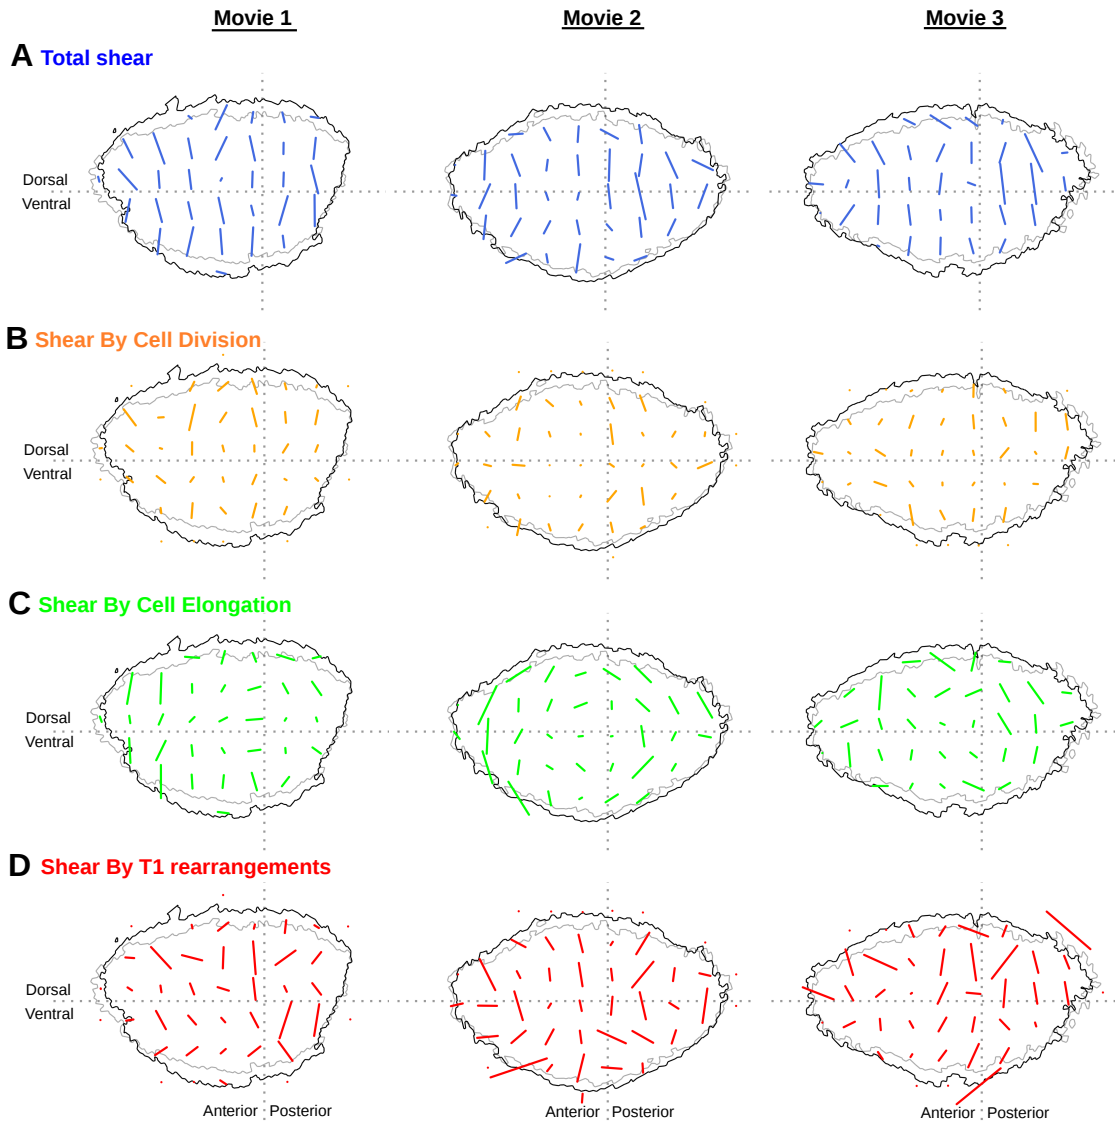 Movie 1 Movie 2 Movie 3
A Total shear
Dorsal
Ventral
B Shear By Cell Division
Dorsal
Ventral
C Shear By Cell Elongation
Dorsal
Ventral
D Shear By T1 rearrangements
Dorsal
Ventral
Anterior Posterior Anterior Posterior Anterior Posterior